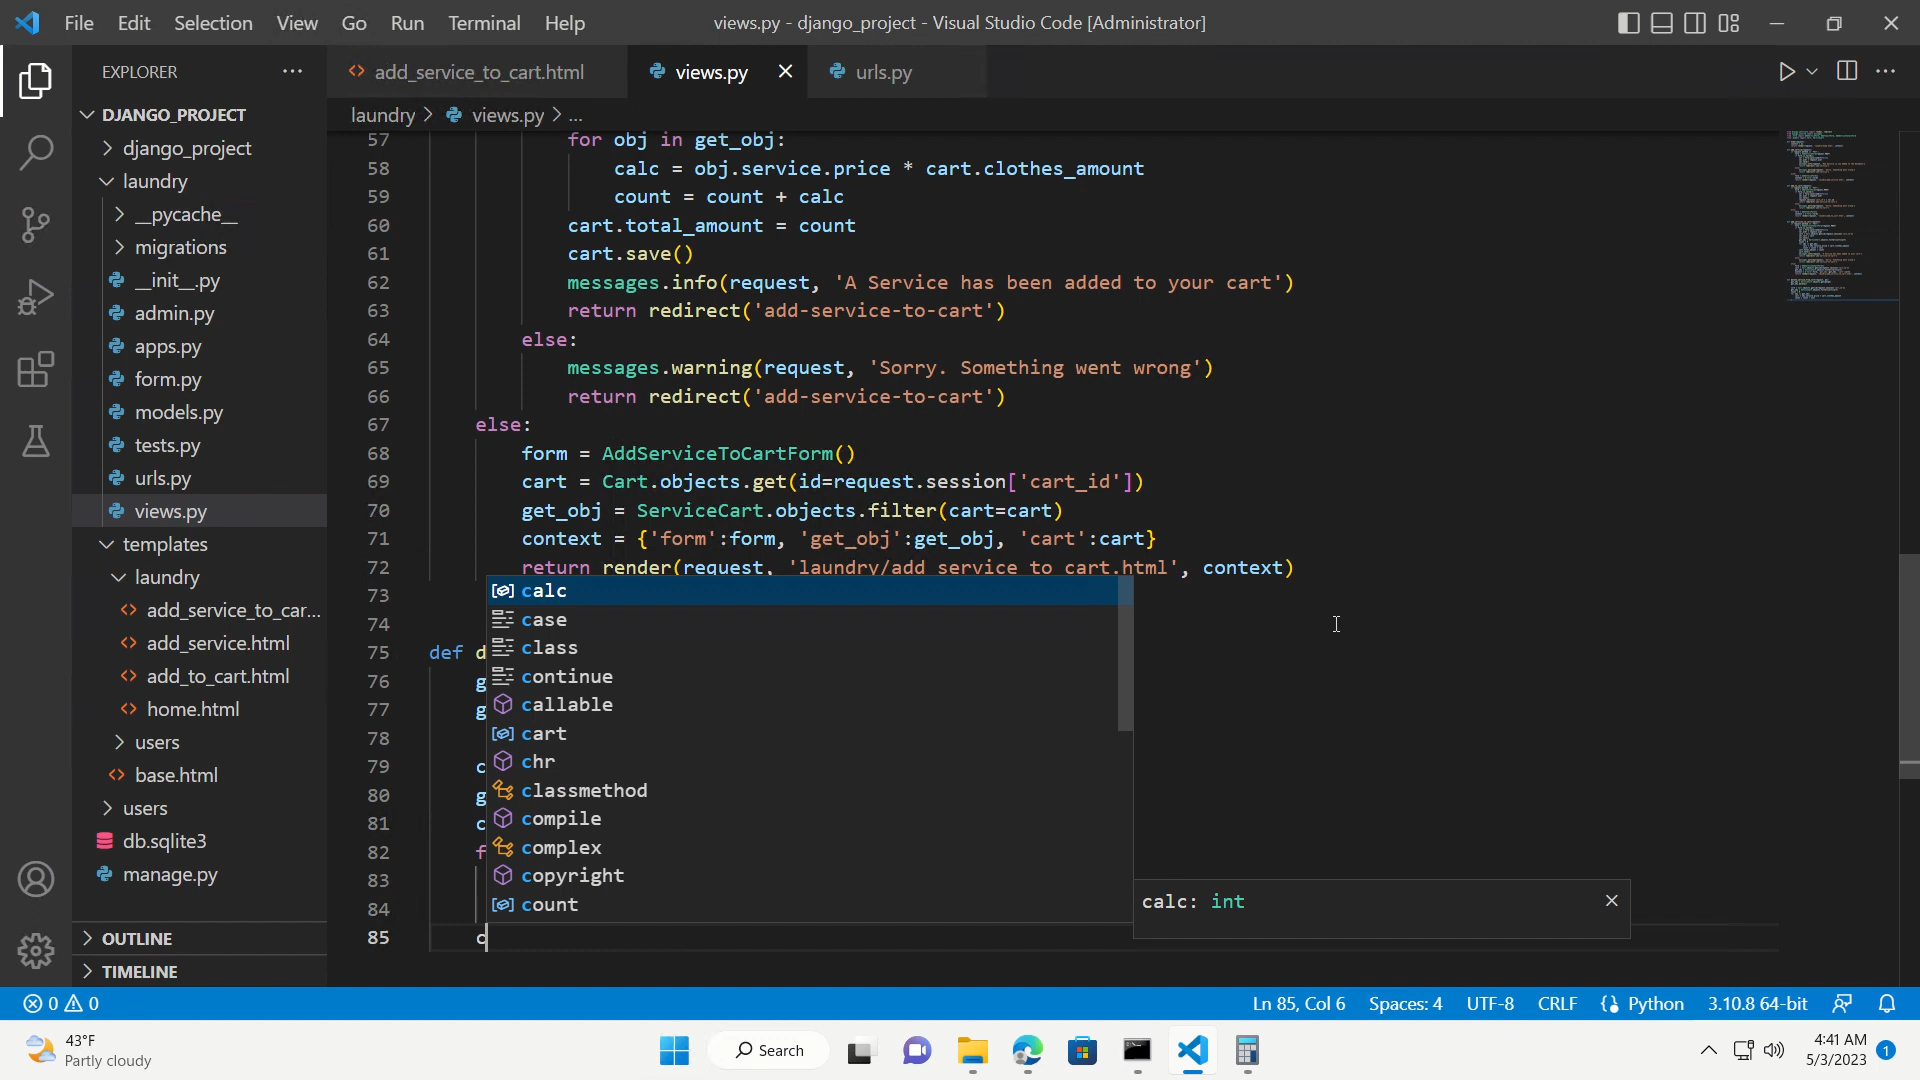 File Edit Selection View Go Run Terminal Help
views.py - django_project - Visual Studio Code [Administrator]
EXPLORER
add_service_to_cart.html
views.py
urls.py
laundry > views.py > ...
DJANGO_PROJECT
django_project
laundry
__pycache__
migrations
__init__.py
admin.py
apps.py
form.py
models.py
tests.py
urls.py
views.py
templates
laundry
add_service_to_car...
add_service.html
add_to_cart.html
home.html
users
base.html
users
db.sqlite3
manage.py
OUTLINE
TIMELINE
57 for obj in get_obj:
58 calc = obj.service.price * cart.clothes_amount
59 count = count + calc
60 cart.total_amount = count
61 cart.save()
62 messages.info(request, 'A Service has been added to your cart')
63 return redirect('add-service-to-cart')
64 else:
65 messages.warning(request, 'Sorry. Something went wrong')
66 return redirect('add-service-to-cart')
67 else:
68 form = AddServiceToCartForm()
69 cart = Cart.objects.get(id=request.session['cart_id'])
70 get_obj = ServiceCart.objects.filter(cart=cart)
71 context = {'form':form, 'get_obj':get_obj, 'cart':cart}
72 return render(request, 'laundry/add_service_to_cart.html', context)
73
74
75 def d
76 g
77 g
78
79 c
80 g
81 c
82 f
83
84
85 c
calc
case
class
continue
callable
cart
chr
classmethod
compile
complex
copyright
count
calc: int
0 0
Ln 85, Col 6 Spaces: 4 UTF-8 CRLF Python 3.10.8 64-bit
43°F
Partly cloudy
Search
4:41 AM
5/3/2023
1